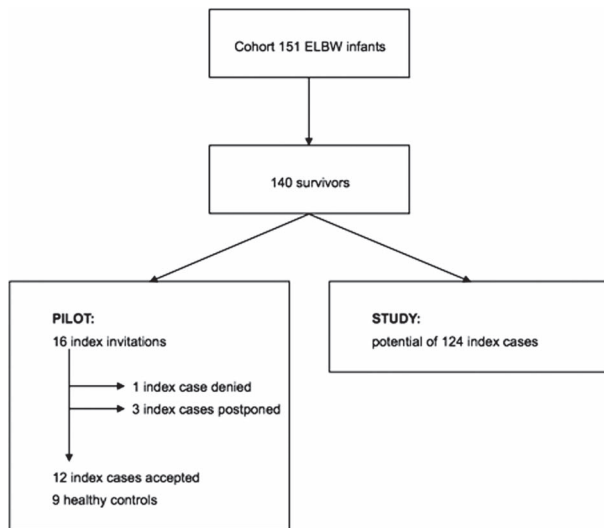 Cohort 151 ELBW infants
140 survivors
PILOT:
16 index invitations
1 index case denied
3 index cases postponed
12 index cases accepted
9 healthy controls
STUDY:
potential of 124 index cases